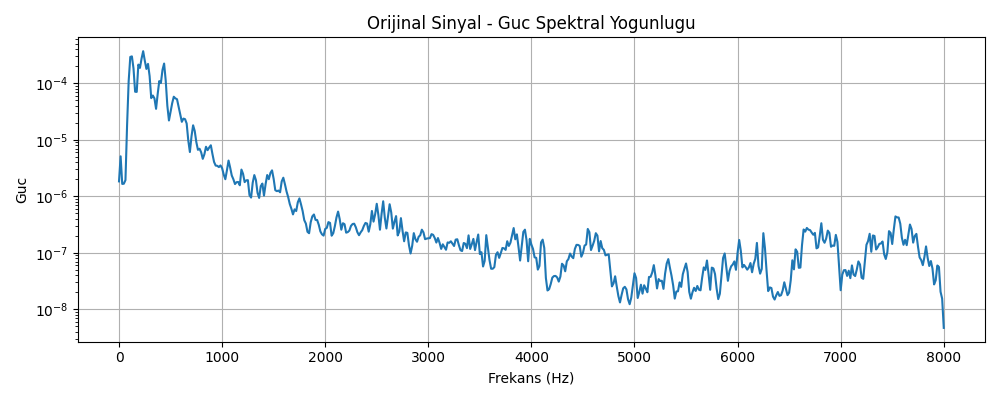 Orijinal Sinyal - Guc Spektral Yogunlugu
Guc
10⁻⁴
10⁻⁵
10⁻⁶
10⁻⁷
10⁻⁸
0 1000 2000 3000 4000 5000 6000 7000 8000
Frekans (Hz)